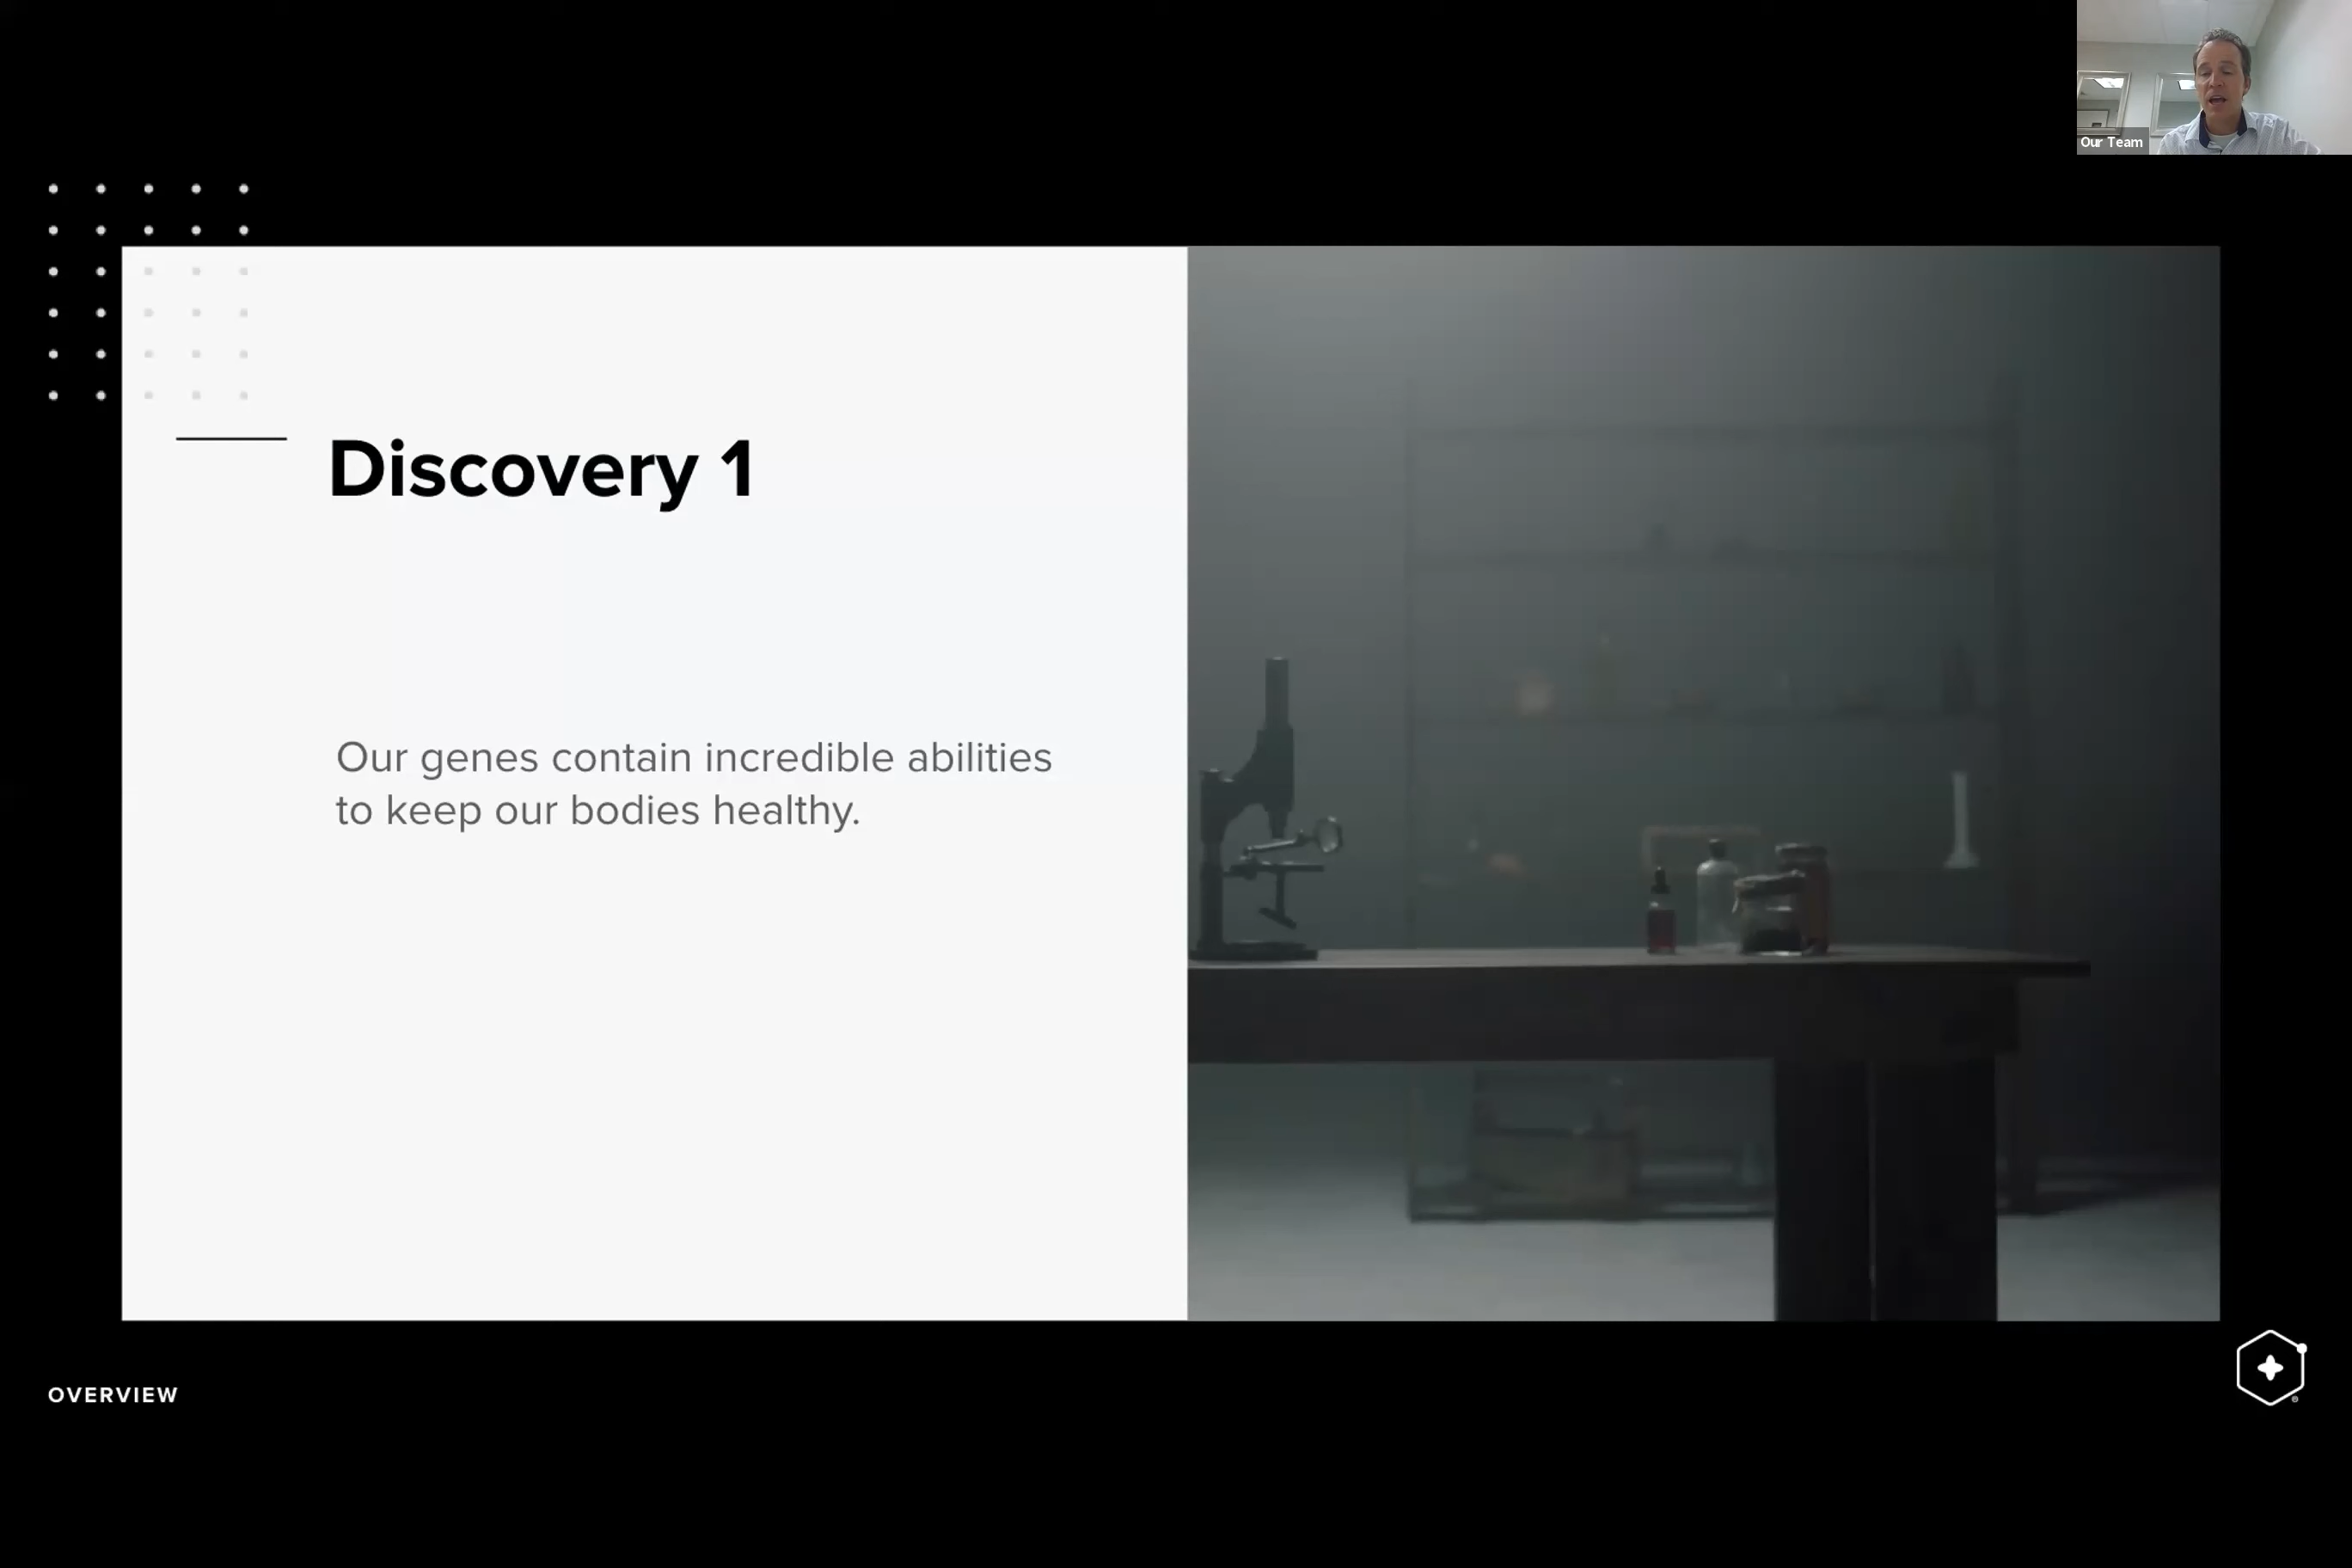 Our Team
Discovery 1
Our genes contain incredible abilities
to keep our bodies healthy.
OVERVIEW